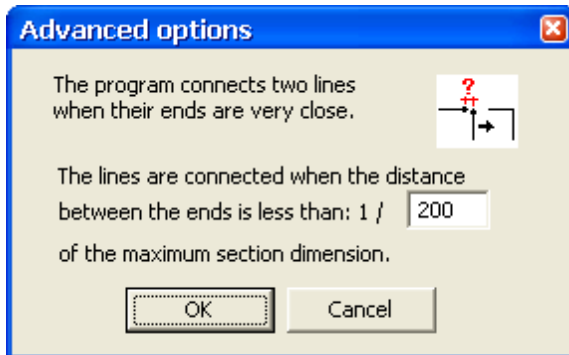 Advanced options
The program connects two lines
when their ends are very close.
?
The lines are connected when the distance
between the ends is less than: 1 / 200
of the maximum section dimension.
OK Cancel